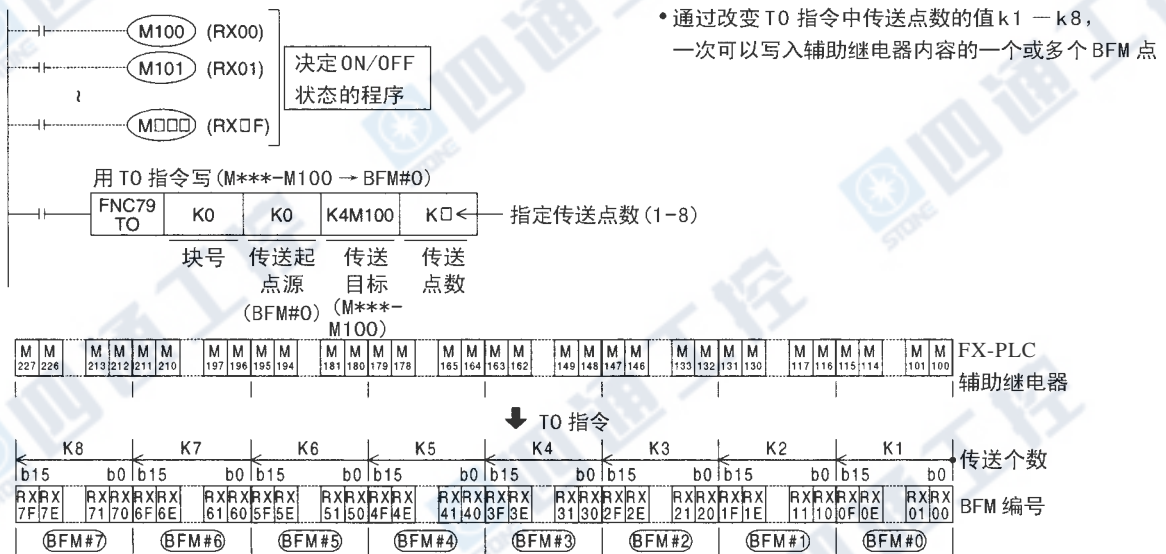 M100 (RX00)
M101 (RX01)
M□□□ (RX□F)
决定ON/OFF
状态的程序
•通过改变TO指令中传送点数的值k1－k8，
一次可以写入辅助继电器内容的一个或多个BFM点
用TO指令写(M***-M100→BFM#0)
FNC79 TO K0 K0 K4M100 K□ ← 指定传送点数(1-8)
块号 传送起点源(BFM#0) 传送目标(M***-M100) 传送点数
M227 M226 M213 M212 M211 M210 M197 M196 M195 M194 M181 M180 M179 M178 M165 M164 M163 M162 M149 M148 M147 M146 M133 M132 M131 M130 M117 M116 M115 M114 M101 M100 FX-PLC
辅助继电器
TO指令
K8 K7 K6 K5 K4 K3 K2 K1 传送个数
b15 b0 b15 b0 b15 b0 b15 b0 b15 b0 b15 b0 b15 b0 b15 b0
RX7F RX7E RX71 RX70 RX6F RX6E RX61 RX60 RX5F RX5E RX51 RX50 RX4F RX4E RX41 RX40 RX3F RX3E RX31 RX30 RX2F RX2E RX21 RX20 RX1F RX1E RX11 RX10 RX0F RX0E RX01 RX00 BFM编号
BFM#7 BFM#6 BFM#5 BFM#4 BFM#3 BFM#2 BFM#1 BFM#0
四通工控
STONE